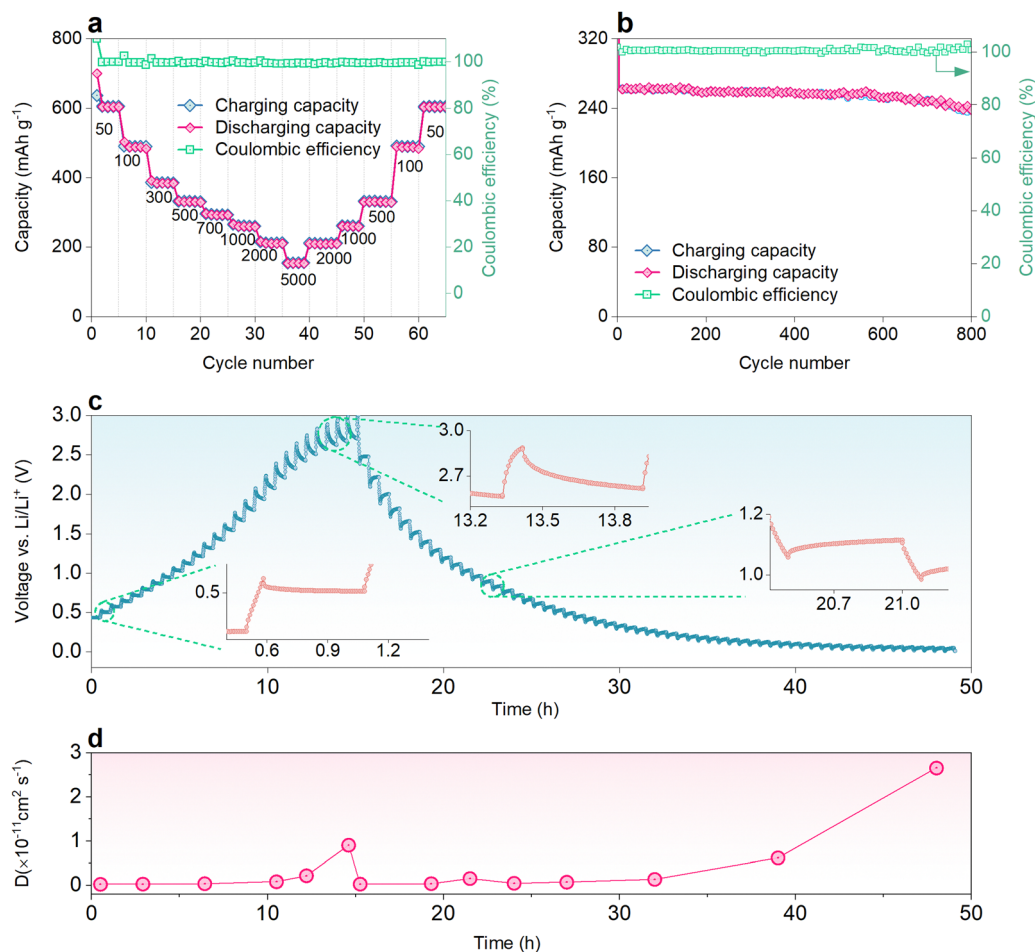 a
800
600
400
200
0
Capacity (mAh g⁻¹)
100
80
60
40
20
0
Coulombic efficiency (%)
Charging capacity
Discharging capacity
Coulombic efficiency
50
100
300
500
700
1000
2000
5000
2000
1000
500
100
50
0 10 20 30 40 50 60
Cycle number
b
320
240
160
80
0
Capacity (mAh g⁻¹)
100
80
60
40
20
0
Coulombic efficiency (%)
Charging capacity
Discharging capacity
Coulombic efficiency
0 200 400 600 800
Cycle number
c
3.0
2.5
2.0
1.5
1.0
0.5
0.0
Voltage vs. Li/Li⁺ (V)
3.0
2.7
13.2 13.5 13.8
1.2
1.0
20.7 21.0
0.5
0.6 0.9 1.2
0 10 20 30 40 50
Time (h)
d
3
2
1
0
D(×10⁻¹¹cm² s⁻¹)
0 10 20 30 40 50
Time (h)